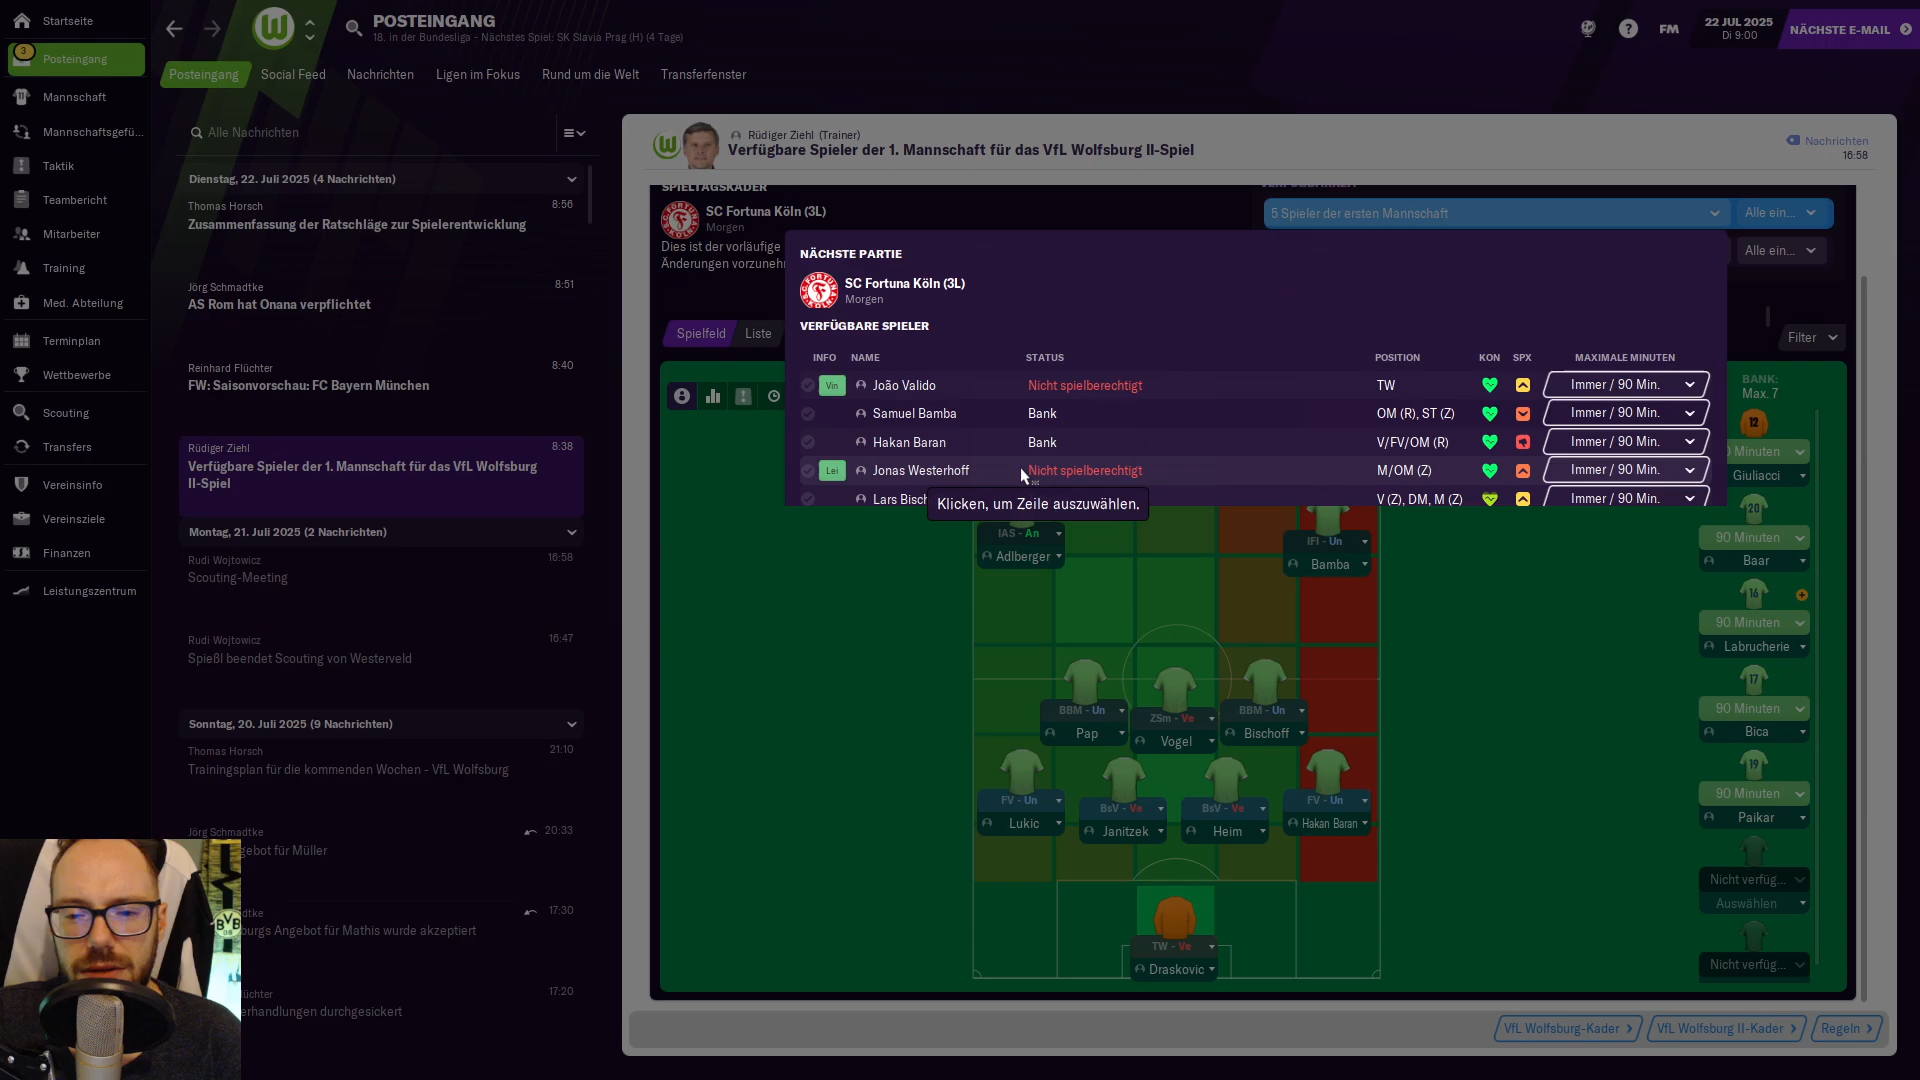 Startseite
3
Posteingang
Mannschaft
Mannschaftsgefü...
Taktik
Teambericht
Mitarbeiter
Training
Med. Abteilung
Terminplan
Wettbewerbe
Scouting
Transfers
Vereinsinfo
Vereinsziele
Finanzen
Leistungszentrum
POSTEINGANG
18. in der Bundesliga - Nächstes Spiel: SK Slavia Prag (H) (4 Tage)
FM
22 JUL 2025
Di 9:00
NÄCHSTE E-MAIL
Posteingang
Social Feed
Nachrichten
Ligen im Fokus
Rund um die Welt
Transferfenster
Alle Nachrichten
Dienstag, 22. Juli 2025 (4 Nachrichten)
Thomas Horsch
8:56
Zusammenfassung der Ratschläge zur Spielerentwicklung
Jörg Schmadtke
8:51
AS Rom hat Onana verpflichtet
Reinhard Flüchter
8:40
FW: Saisonvorschau: FC Bayern München
Rüdiger Ziehl
8:38
Verfügbare Spieler der 1. Mannschaft für das VfL Wolfsburg
II-Spiel
Montag, 21. Juli 2025 (2 Nachrichten)
Rudi Wojtowicz
16:58
Scouting-Meeting
Rudi Wojtowicz
16:47
Spießl beendet Scouting von Westerveld
Sonntag, 20. Juli 2025 (9 Nachrichten)
Thomas Horsch
21:10
Trainingsplan für die kommenden Wochen - VfL Wolfsburg
Jörg Schmadtke
20:33
gebot für Müller
dtke
17:30
burgs Angebot für Mathis wurde akzeptiert
üchter
17:20
erhandlungen durchgesickert
BVB
09
Rüdiger Ziehl (Trainer)
Verfügbare Spieler der 1. Mannschaft für das VfL Wolfsburg II-Spiel
Nachrichten
16:58
SPIELTAGSKADER
SC Fortuna Köln (3L)
Morgen
Dies ist der vorläufige
Änderungen vorzunehm
5 Spieler der ersten Mannschaft
Alle ein...
Alle ein...
Spielfeld
Liste
Filter
NÄCHSTE PARTIE
SC Fortuna Köln (3L)
Morgen
VERFÜGBARE SPIELER
INFO NAME STATUS POSITION KON SPX MAXIMALE MINUTEN
Vin João Valido Nicht spielberechtigt TW Immer / 90 Min.
Samuel Bamba Bank OM (R), ST (Z) Immer / 90 Min.
Hakan Baran Bank V/FV/OM (R) Immer / 90 Min.
Lei Jonas Westerhoff Nicht spielberechtigt M/OM (Z) Immer / 90 Min.
Lars Bisch V (Z), DM, M (Z) Immer / 90 Min.
Klicken, um Zeile auszuwählen.
IAS - An
Adlberger
IFI - Un
Bamba
BBM - Un
Pap
ZSm - Ve
Vogel
BBM - Un
Bischoff
FV - Un
Lukic
BsV - Ve
Janitzek
BsV - Ve
Heim
FV - Un
Hakan Baran
TW - Ve
Draskovic
BANK:
Max. 7
12
0 Minuten
Giuliacci
20
90 Minuten
Baar
16
90 Minuten
Labrucherie
17
90 Minuten
Bica
19
90 Minuten
Paikar
Nicht verfüg...
Auswählen
Nicht verfüg...
VfL Wolfsburg-Kader
VfL Wolfsburg II-Kader
Regeln